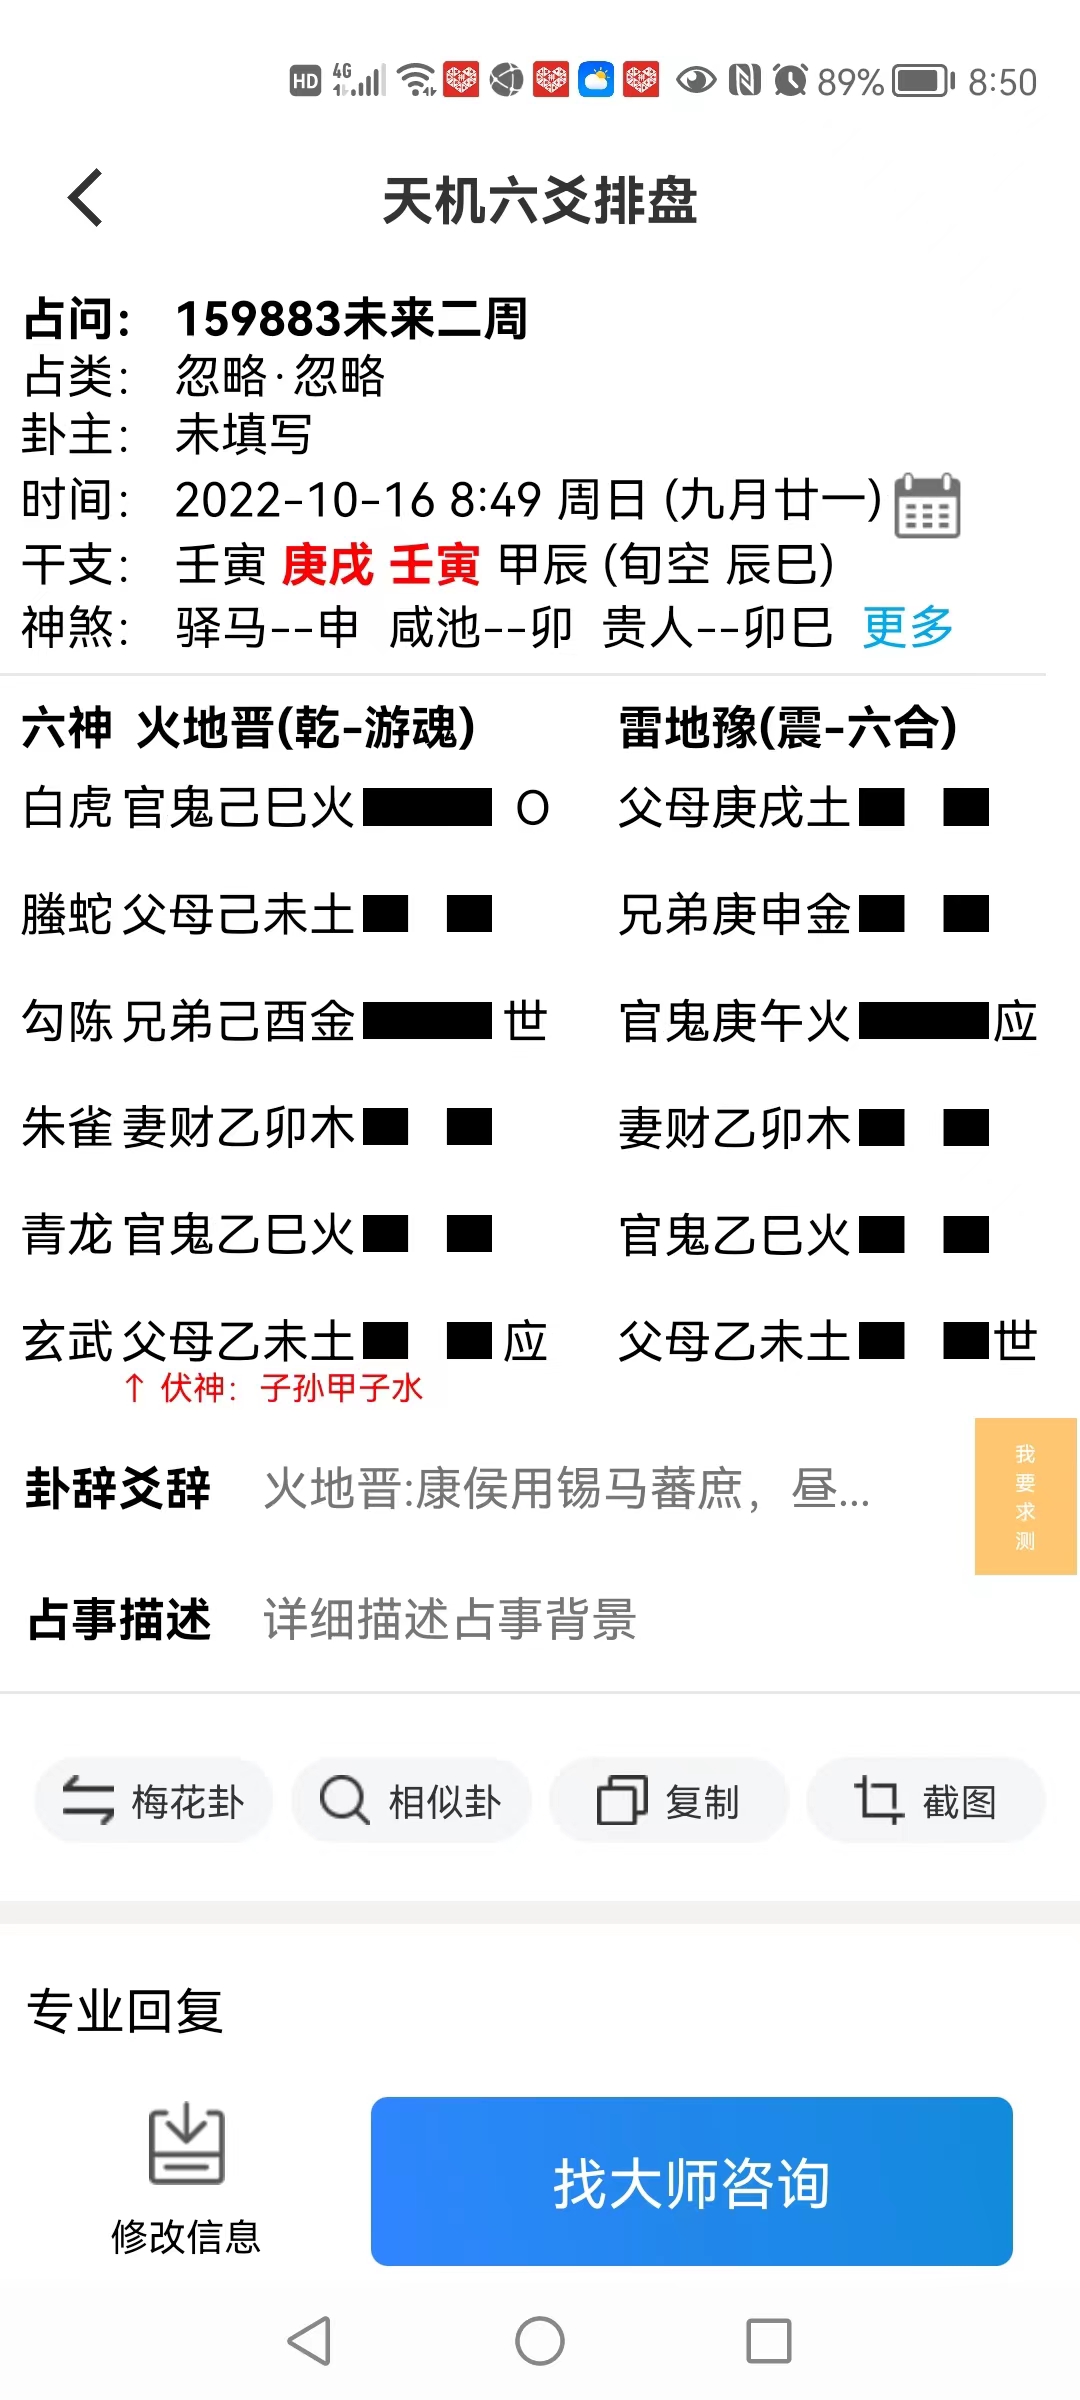 HD 4G 89% 8:50
天机六爻排盘
占问： 159883未来二周
占类： 忽略·忽略
卦主： 未填写
时间： 2022-10-16 8:49 周日 (九月廿一)
干支： 壬寅 庚戌 壬寅 甲辰 (旬空 辰巳)
神煞： 驿马--申 咸池--卯 贵人--卯巳 更多
六神 火地晋(乾-游魂) 雷地豫(震-六合)
白虎 官鬼己巳火 O 父母庚戌土
螣蛇 父母己未土 兄弟庚申金
勾陈 兄弟己酉金 世 官鬼庚午火 应
朱雀 妻财乙卯木 妻财乙卯木
青龙 官鬼乙巳火 官鬼乙巳火
玄武 父母乙未土 应 父母乙未土 世
↑ 伏神：子孙甲子水
卦辞爻辞 火地晋:康侯用锡马蕃庶，昼...
我要求测
占事描述 详细描述占事背景
梅花卦 相似卦 复制 截图
专业回复
修改信息 找大师咨询